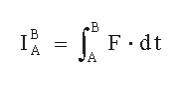 I_A^B = ∫_A^B F · dt